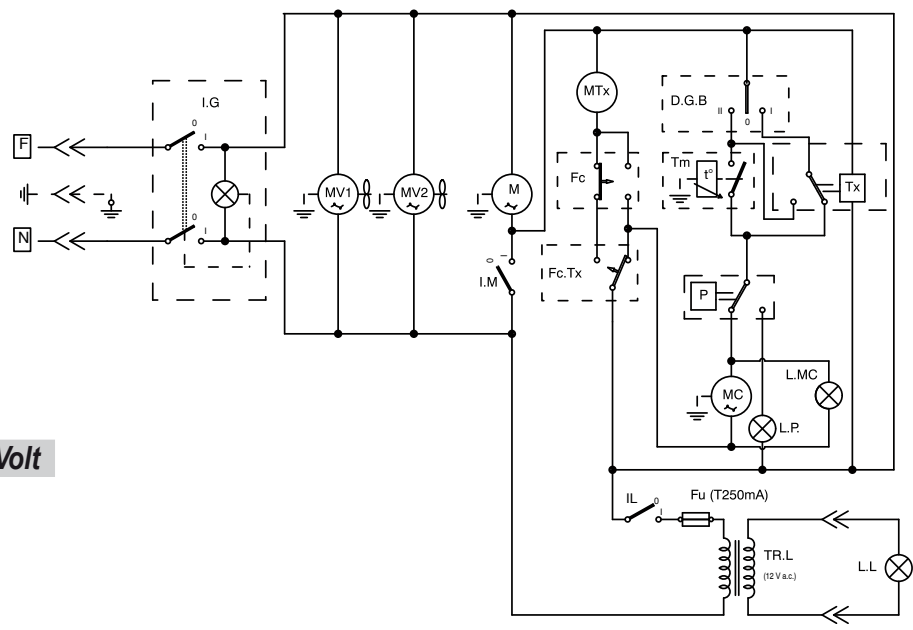 I.G
0
I
F
N
0
I
MV1
MV2
M
0 I
I.M
MTx
Fc
Fc.Tx
D.G.B
II
0
I
Tm
t°
Tx
P
MC
L.MC
L.P.
Volt
IL
0
I
Fu (T250mA)
TR.L
(12 V a.c.)
L.L